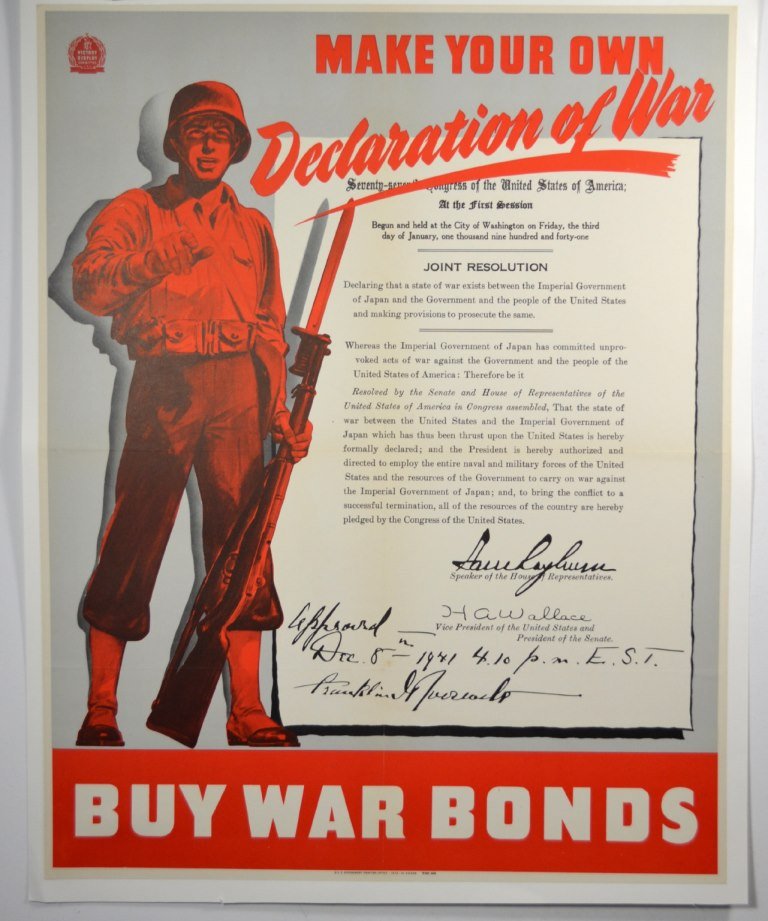 VICTORY
DISPLAY
COMMITTEE
MAKE YOUR OWN
Declaration of War
Seventy-seventh Congress of the United States of America;
At the First Session
Begun and held at the City of Washington on Friday, the third
day of January, one thousand nine hundred and forty-one
JOINT RESOLUTION
Declaring that a state of war exists between the Imperial Government
of Japan and the Government and the people of the United States
and making provisions to prosecute the same.
Whereas the Imperial Government of Japan has committed unpro-
voked acts of war against the Government and the people of the
United States of America: Therefore be it
Resolved by the Senate and House of Representatives of the
United States of America in Congress assembled, That the state of
war between the United States and the Imperial Government of
Japan which has thus been thrust upon the United States is hereby
formally declared; and the President is hereby authorized and
directed to employ the entire naval and military forces of the United
States and the resources of the Government to carry on war against
the Imperial Government of Japan; and, to bring the conflict to a
successful termination, all of the resources of the country are hereby
pledged by the Congress of the United States.
Sam Rayburn
Speaker of the House of Representatives.
H A Wallace
Vice President of the United States and
President of the Senate.
Approved
Dec. 8th - 1941 4.10 p.m. E.S.T.
Franklin D Roosevelt
BUY WAR BONDS